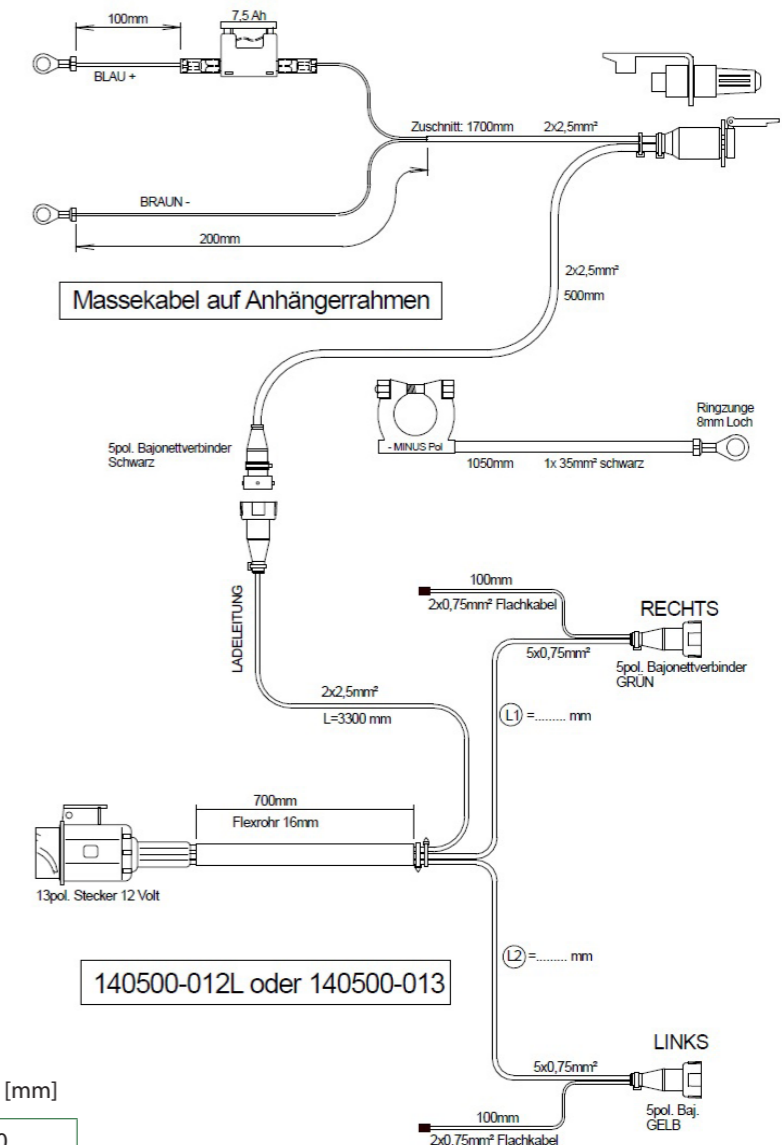 100mm
7,5 Ah
BLAU +
Zuschnitt: 1700mm 2x2,5mm²
BRAUN -
200mm
Massekabel auf Anhängerrahmen
2x2,5mm²
500mm
Ringzunge
8mm Loch
5pol. Bajonettverbinder
Schwarz
- MINUS Pol
1050mm 1x 35mm² schwarz
LADELEITUNG
100mm
2x0,75mm² Flachkabel
RECHTS
5x0,75mm²
5pol. Bajonettverbinder
GRÜN
2x2,5mm²
L=3300 mm
L1 =......... mm
700mm
Flexrohr 16mm
13pol. Stecker 12 Volt
L2 =......... mm
140500-012L oder 140500-013
LINKS
5x0,75mm²
[mm]
5pol. Baj.
GELB
100mm
2x0,75mm² Flachkabel